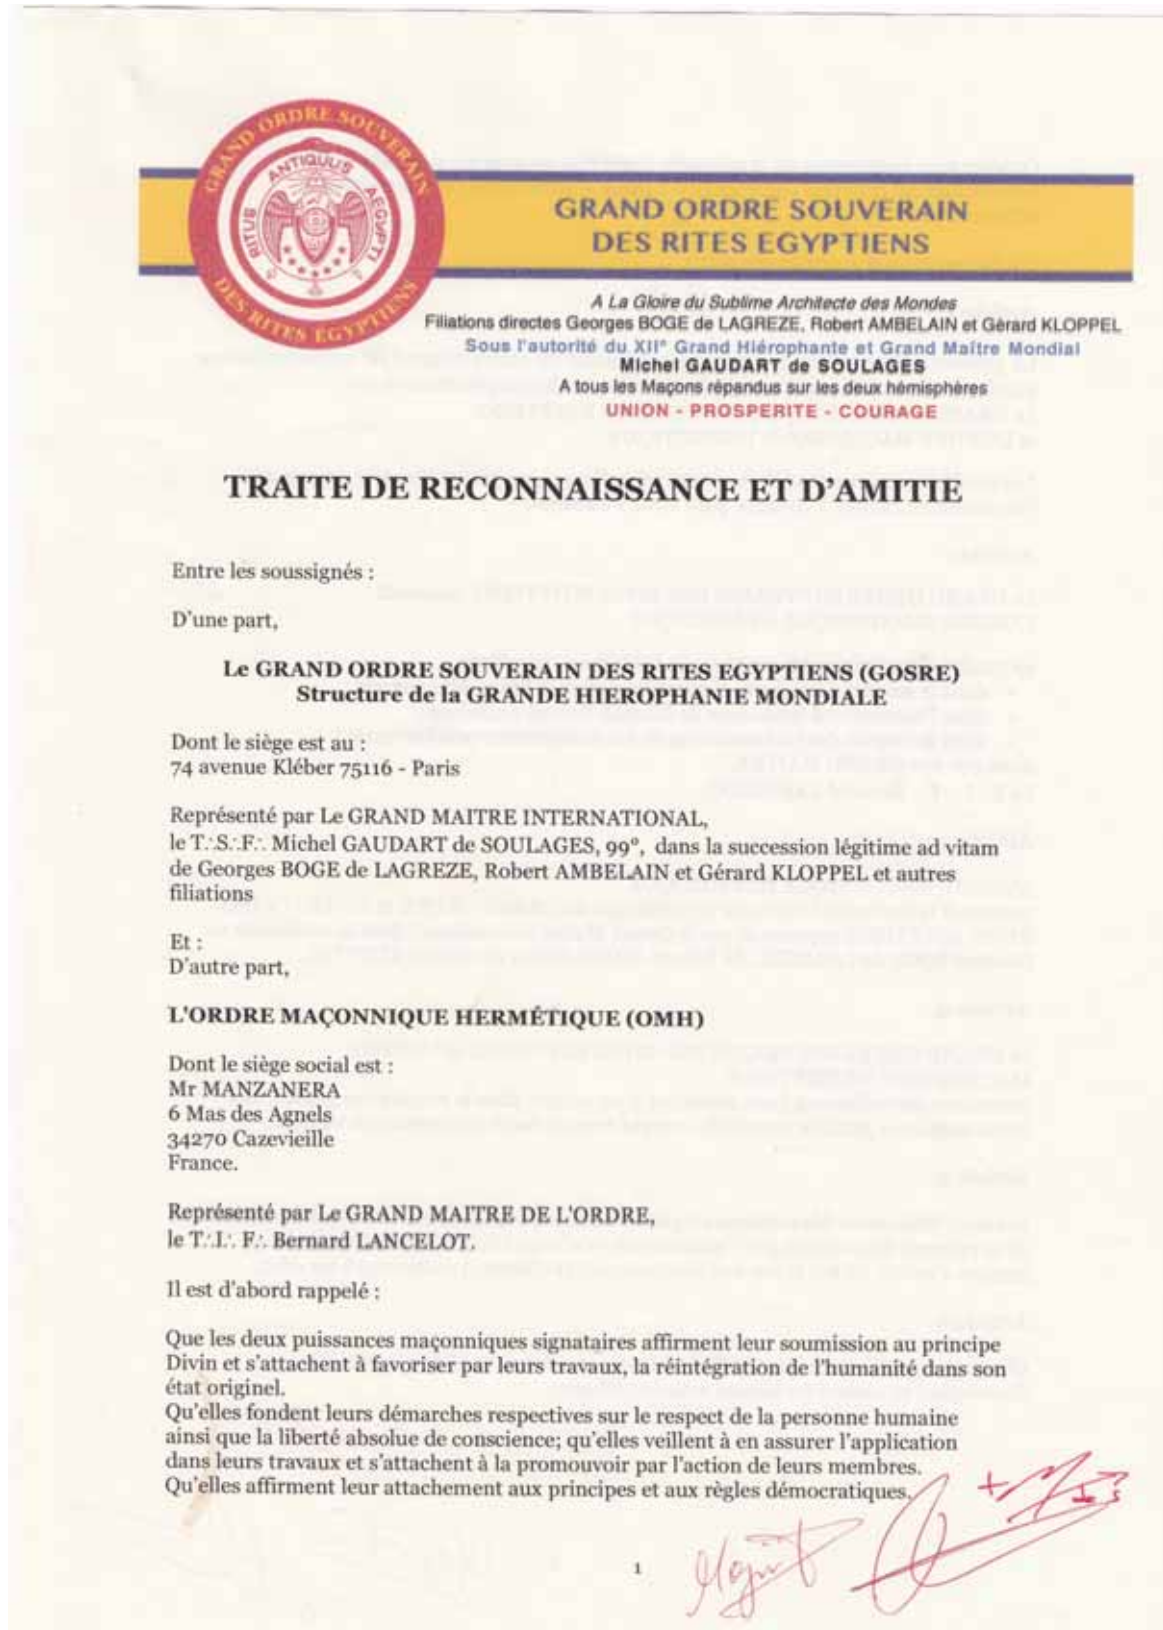 GRAND ORDRE SOUVERAIN
DES RITES EGYPTIENS
RITUS ANTIQUUS AEGYPTI
GRAND ORDRE SOUVERAIN
DES RITES EGYPTIENS
A La Gloire du Sublime Architecte des Mondes
Filiations directes Georges BOGE de LAGREZE, Robert AMBELAIN et Gérard KLOPPEL
Sous l'autorité du XII° Grand Hiérophante et Grand Maître Mondial
Michel GAUDART de SOULAGES
A tous les Maçons répandus sur les deux hémisphères
UNION - PROSPERITE - COURAGE
TRAITE DE RECONNAISSANCE ET D'AMITIE
Entre les soussignés :
D'une part,
Le GRAND ORDRE SOUVERAIN DES RITES EGYPTIENS (GOSRE)
Structure de la GRANDE HIEROPHANIE MONDIALE
Dont le siège est au :
74 avenue Kléber 75116 - Paris
Représenté par Le GRAND MAITRE INTERNATIONAL,
le T∴S∴F∴ Michel GAUDART de SOULAGES, 99°, dans la succession légitime ad vitam
de Georges BOGE de LAGREZE, Robert AMBELAIN et Gérard KLOPPEL et autres
filiations
Et :
D'autre part,
L'ORDRE MAÇONNIQUE HERMÉTIQUE (OMH)
Dont le siège social est :
Mr MANZANERA
6 Mas des Agnels
34270 Cazevieille
France.
Représenté par Le GRAND MAITRE DE L'ORDRE,
le T∴I∴ F∴ Bernard LANCELOT.
Il est d'abord rappelé :
Que les deux puissances maçonniques signataires affirment leur soumission au principe
Divin et s'attachent à favoriser par leurs travaux, la réintégration de l'humanité dans son
état originel.
Qu'elles fondent leurs démarches respectives sur le respect de la personne humaine
ainsi que la liberté absolue de conscience; qu'elles veillent à en assurer l'application
dans leurs travaux et s'attachent à la promouvoir par l'action de leurs membres.
Qu'elles affirment leur attachement aux principes et aux règles démocratiques.
1